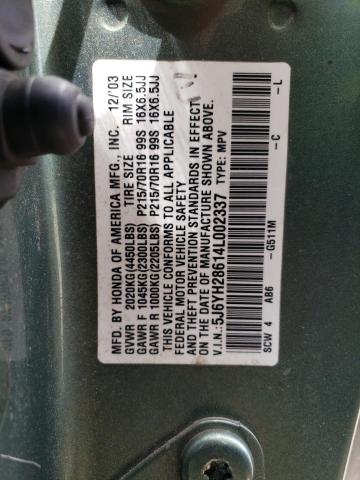 MFD. BY HONDA OF AMERICA MFG., INC. 12/'03
GVWR 2020KG(4450LBS) TIRE SIZE RIM SIZE
GAWR F 1045KG(2300LBS) P215/70R16 99S 16X6.5JJ
GAWR R 1005KG(2205LBS) P215/70R16 99S 16X6.5JJ
THIS VEHICLE CONFORMS TO ALL APPLICABLE
FEDERAL MOTOR VEHICLE SAFETY AND
THEFT PREVENTION STANDARDS IN EFFECT
ON THE DATE OF MANUFACTURE SHOWN ABOVE.
V.I.N.: 5J6YH28614L002337 TYPE: MPV
SCW 4 AB6 -G511M -C -L